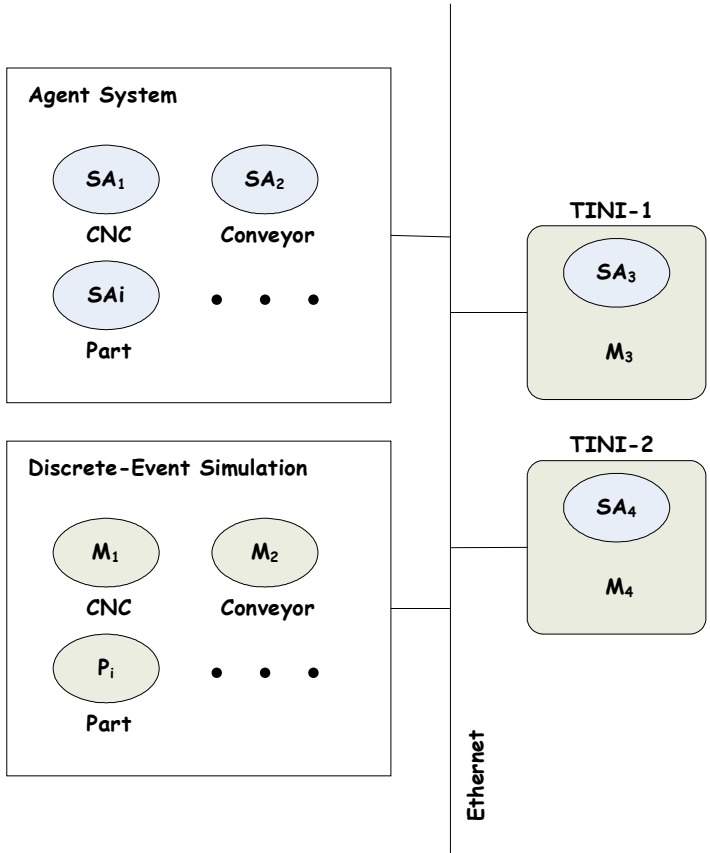 Agent System
SA₁
SA₂
CNC
Conveyor
SAi
• • •
Part
Discrete-Event Simulation
M₁
M₂
CNC
Conveyor
Pᵢ
• • •
Part
TINI-1
SA₃
M₃
TINI-2
SA₄
M₄
Ethernet